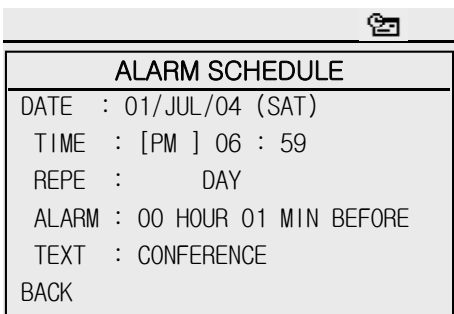 ALARM SCHEDULE
DATE : 01/JUL/04 (SAT)
TIME : [PM ] 06 : 59
REPE : DAY
ALARM : 00 HOUR 01 MIN BEFORE
TEXT : CONFERENCE
BACK